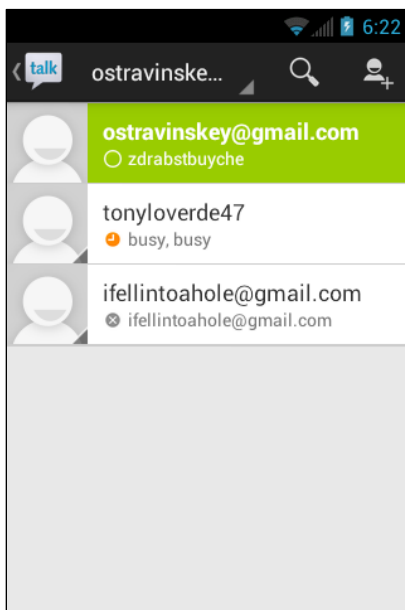 6:22
talk
ostravinske...
ostravinskey@gmail.com
zdrabstbuyche
tonyloverde47
busy, busy
ifellintoahole@gmail.com
ifellintoahole@gmail.com